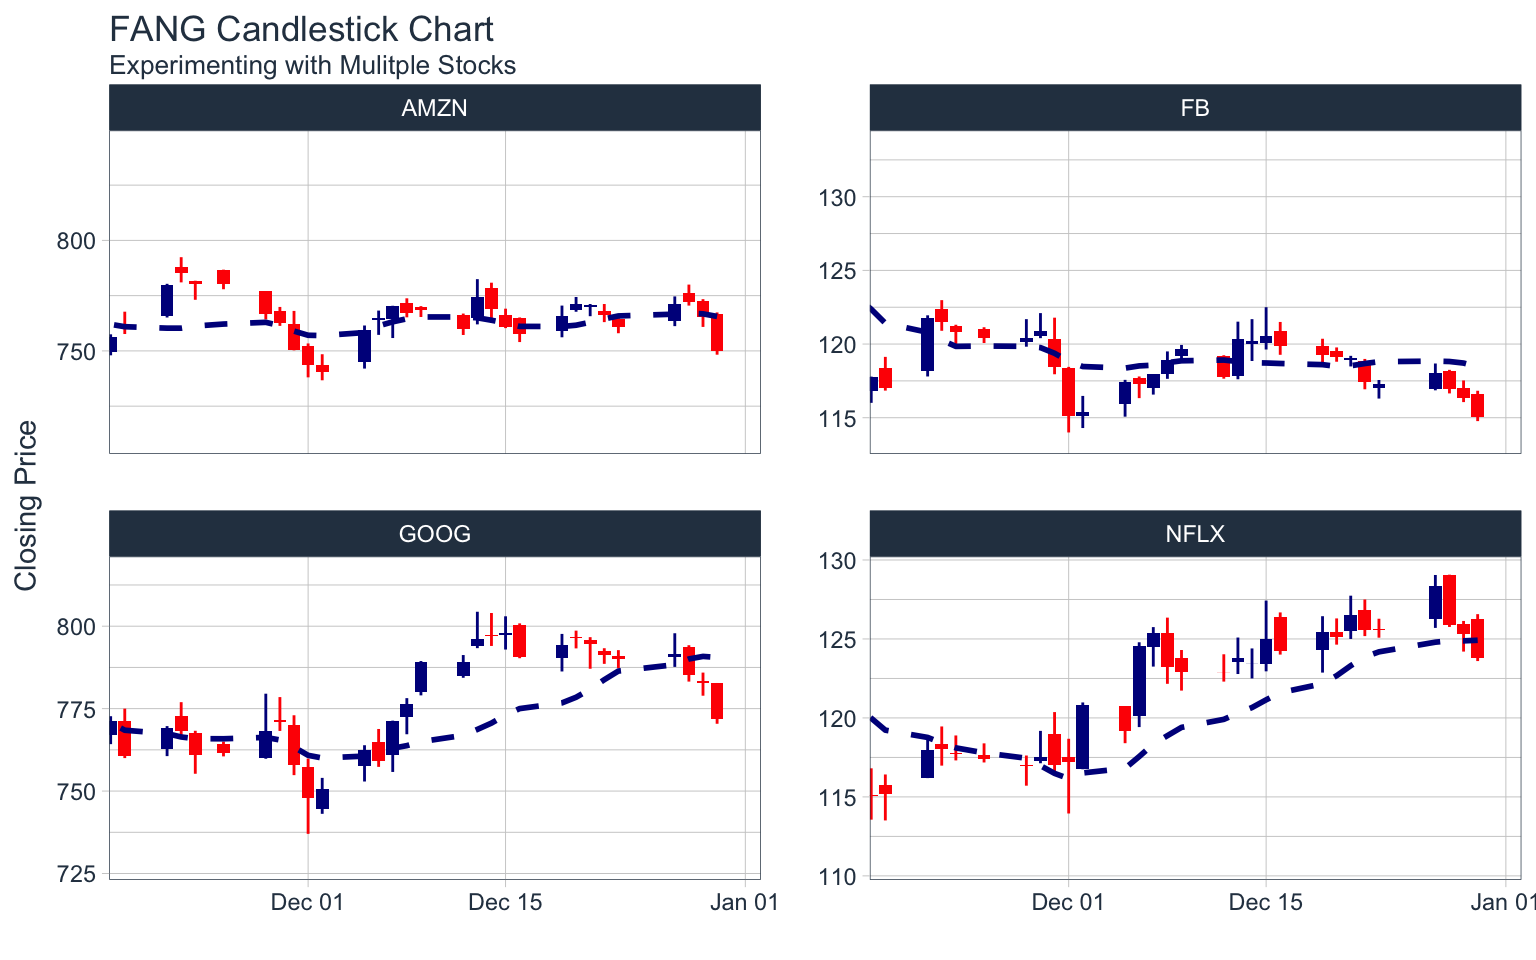 FANG Candlestick Chart
Experimenting with Mulitple Stocks
Closing Price
AMZN
800
750
FB
130
125
120
115
GOOG
800
775
750
725
Dec 01
Dec 15
Jan 01
NFLX
130
125
120
115
110
Dec 01
Dec 15
Jan 01